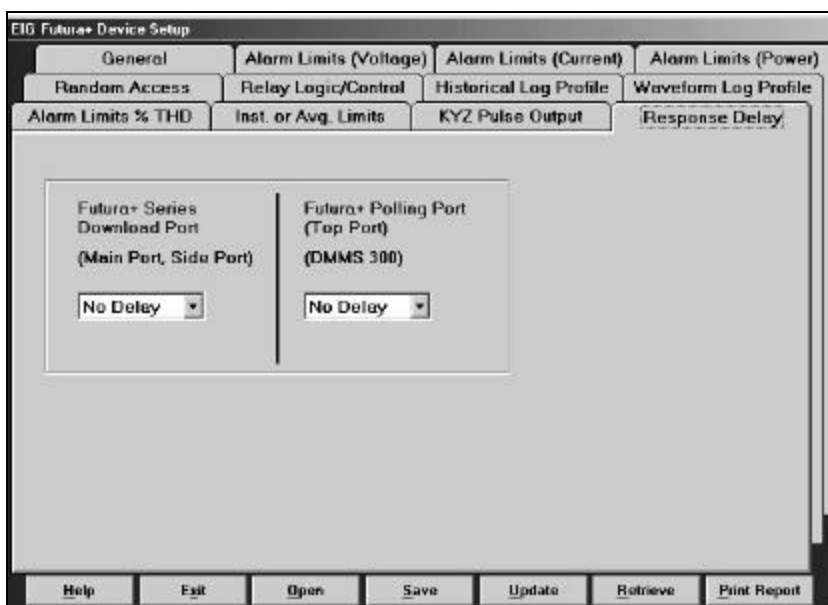 EIG Futura+ Device Setup
General
Alarm Limits (Voltage)
Alarm Limits (Current)
Alarm Limits (Power)
Random Access
Relay Logic/Control
Historical Log Profile
Waveform Log Profile
Alarm Limits % THD
Inst. or Avg. Limits
KYZ Pulse Output
Response Delay
Futura+ Series
Download Port
(Main Port, Side Port)
No Delay
Futura+ Polling Port
(Top Port)
(DMMS 300)
No Delay
Help
Exit
Open
Save
Update
Retrieve
Print Report